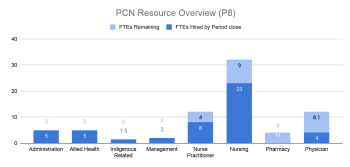 PCN Resource Overview (P8)
FTEs Remaining FTEs Hired by Period close
40
30
20
10
0
0 0 1.5 0 4 9 4 8.1
5 5 2 8 23 4
Administration Allied Health Indigenous Related Management Nurse Practitioner Nursing Pharmacy Physician